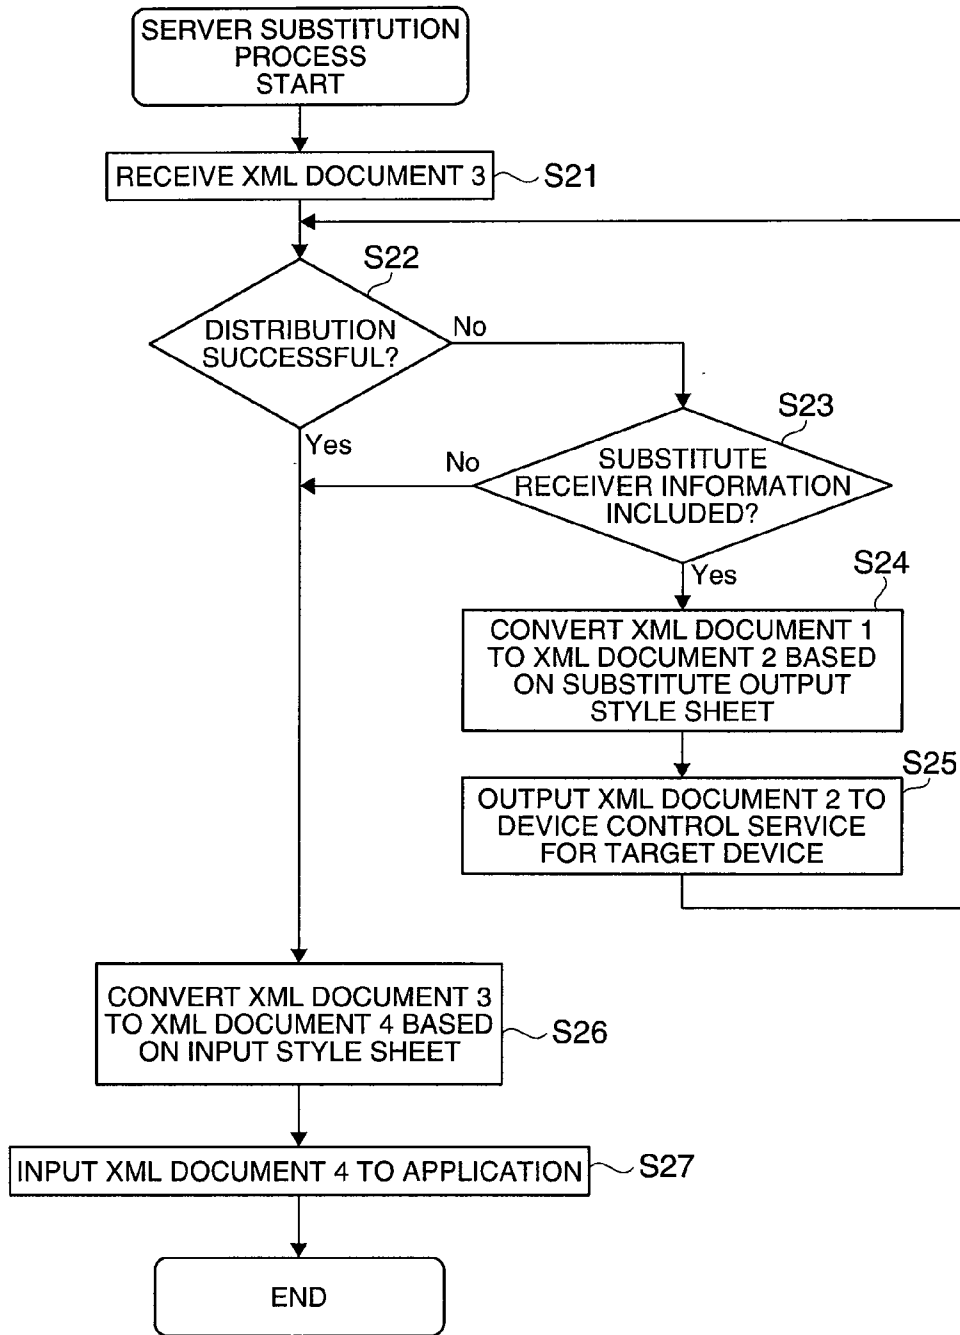 SERVER SUBSTITUTION
PROCESS
START
RECEIVE XML DOCUMENT 3
S21
S22
DISTRIBUTION
SUCCESSFUL?
No
Yes
S23
SUBSTITUTE
RECEIVER INFORMATION
INCLUDED?
No
Yes
S24
CONVERT XML DOCUMENT 1
TO XML DOCUMENT 2 BASED
ON SUBSTITUTE OUTPUT
STYLE SHEET
S25
OUTPUT XML DOCUMENT 2 TO
DEVICE CONTROL SERVICE
FOR TARGET DEVICE
CONVERT XML DOCUMENT 3
TO XML DOCUMENT 4 BASED
ON INPUT STYLE SHEET
S26
INPUT XML DOCUMENT 4 TO APPLICATION
S27
END